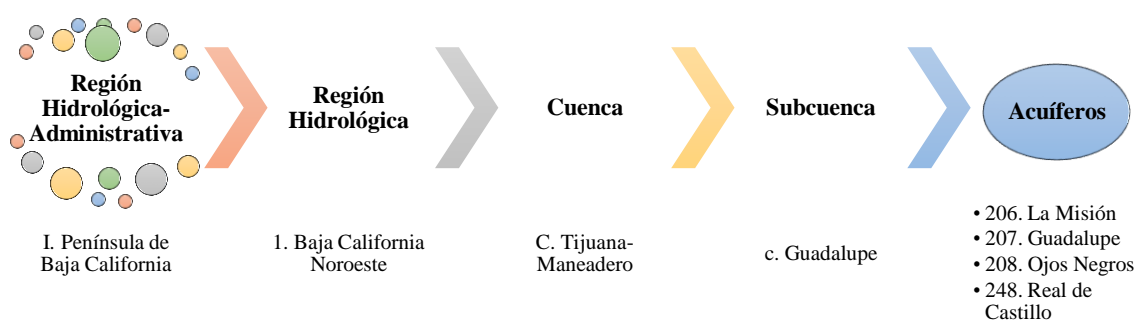 Región
Hidrológica-
Administrativa
Región
Hidrológica
Cuenca
Subcuenca
Acuíferos
I. Península de
Baja California
1. Baja California
Noroeste
C. Tijuana-
Maneadero
c. Guadalupe
• 206. La Misión
• 207. Guadalupe
• 208. Ojos Negros
• 248. Real de
Castillo